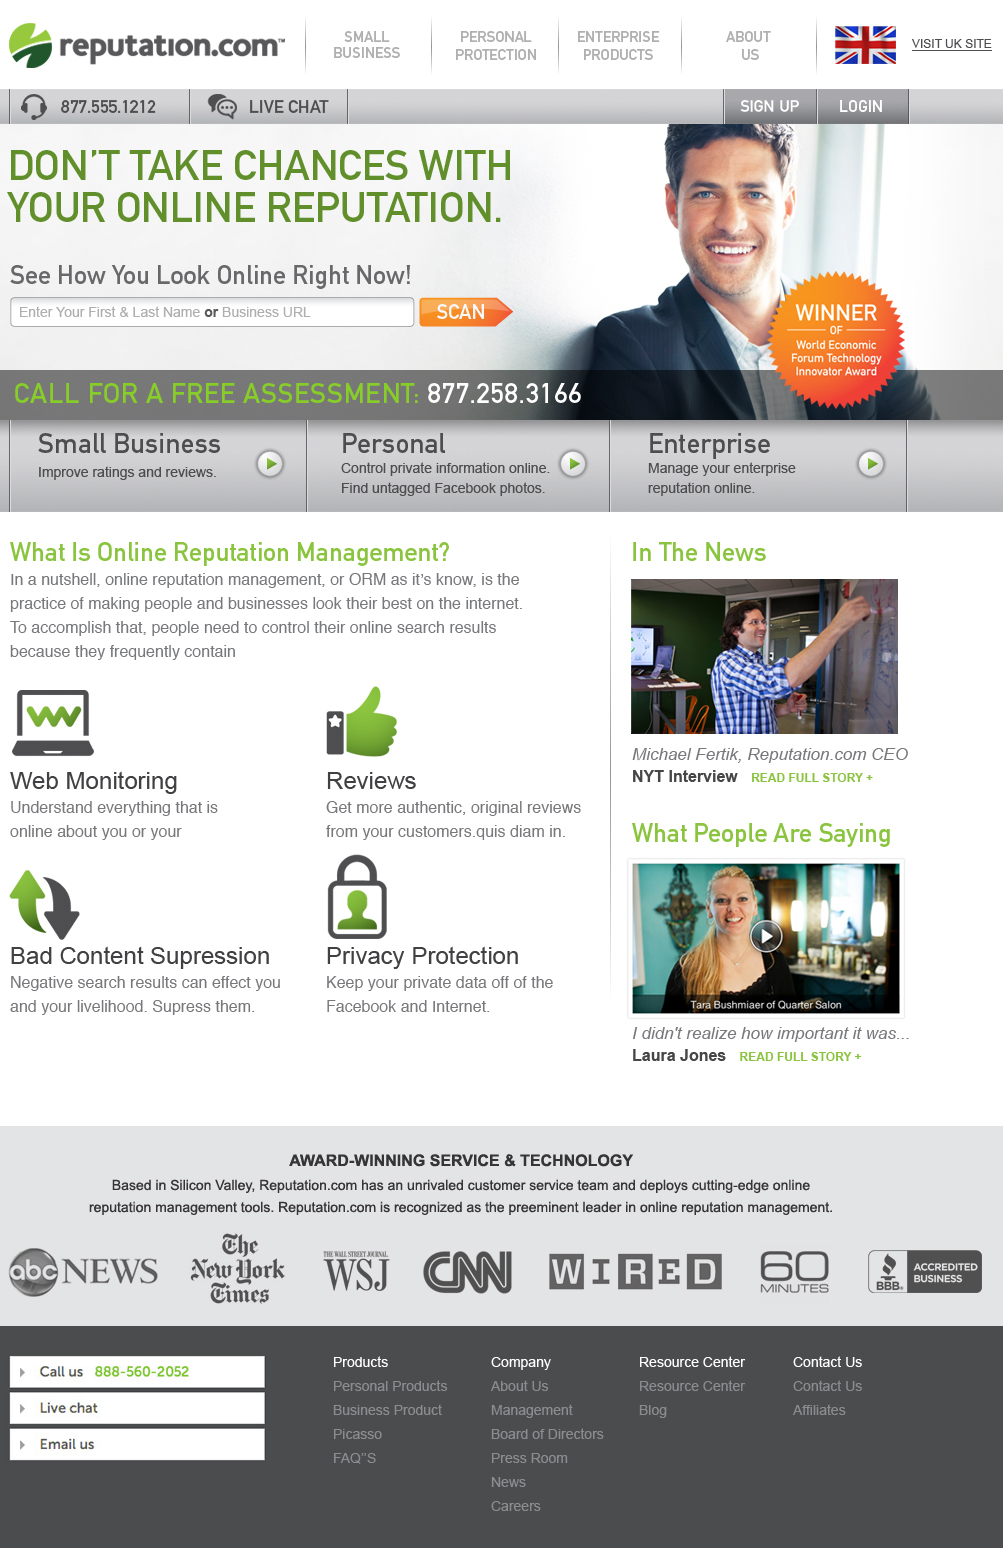 reputation.com™
SMALL BUSINESS
PERSONAL PROTECTION
ENTERPRISE PRODUCTS
ABOUT US
VISIT UK SITE
877.555.1212
LIVE CHAT
SIGN UP
LOGIN
DON'T TAKE CHANCES WITH
YOUR ONLINE REPUTATION.
See How You Look Online Right Now!
Enter Your First & Last Name or Business URL
SCAN
WINNER
OF
World Economic
Forum Technology
Innovator Award
CALL FOR A FREE ASSESSMENT: 877.258.3166
Small Business
Improve ratings and reviews.
Personal
Control private information online.
Find untagged Facebook photos.
Enterprise
Manage your enterprise
reputation online.
What Is Online Reputation Management?
In a nutshell, online reputation management, or ORM as it's know, is the
practice of making people and businesses look their best on the internet.
To accomplish that, people need to control their online search results
because they frequently contain
Web Monitoring
Understand everything that is
online about you or your
Reviews
Get more authentic, original reviews
from your customers.quis diam in.
Bad Content Supression
Negative search results can effect you
and your livelihood. Supress them.
Privacy Protection
Keep your private data off of the
Facebook and Internet.
In The News
Michael Fertik, Reputation.com CEO
NYT Interview READ FULL STORY +
What People Are Saying
Tara Bushmiaer of Quarter Salon
I didn't realize how important it was...
Laura Jones READ FULL STORY +
AWARD-WINNING SERVICE & TECHNOLOGY
Based in Silicon Valley, Reputation.com has an unrivaled customer service team and deploys cutting-edge online
reputation management tools. Reputation.com is recognized as the preeminent leader in online reputation management.
abc NEWS
The
New York
Times
THE WALL STREET JOURNAL
WSJ
CNN
WIRED
60
MINUTES
BBB
ACCREDITED
BUSINESS
Call us 888-560-2052
Live chat
Email us
Products
Personal Products
Business Product
Picasso
FAQ"S
Company
About Us
Management
Board of Directors
Press Room
News
Careers
Resource Center
Resource Center
Blog
Contact Us
Contact Us
Affiliates